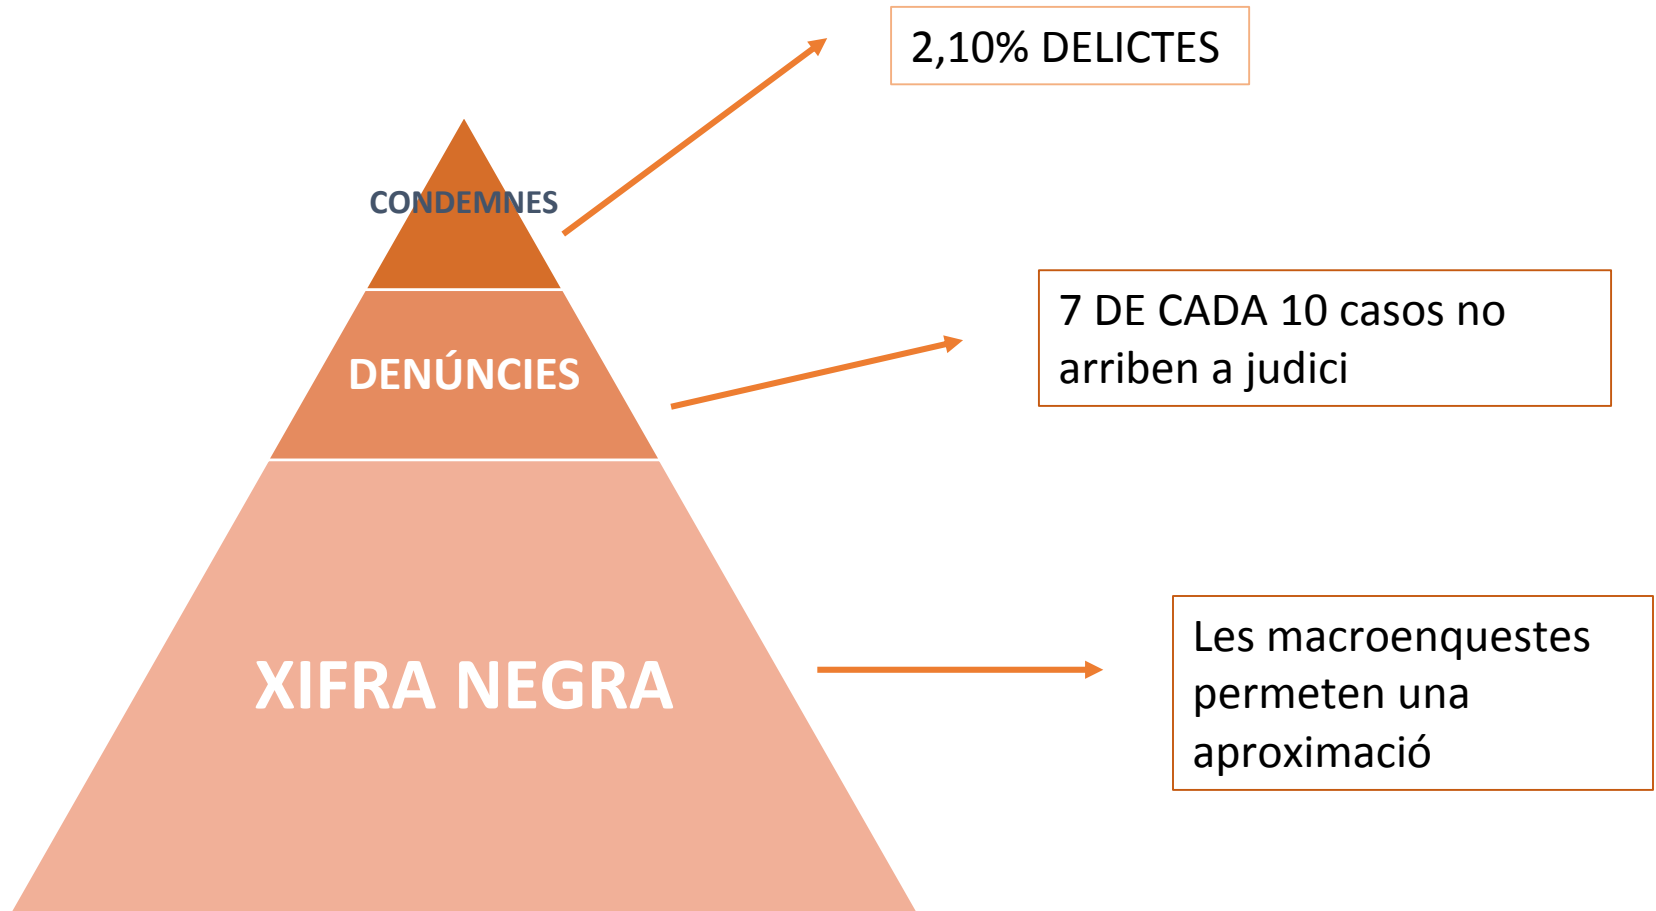 2,10% DELICTES
CONDEMNES
7 DE CADA 10 casos no
arriben a judici
DENÚNCIES
Les macroenquestes
permeten una
aproximació
XIFRA NEGRA